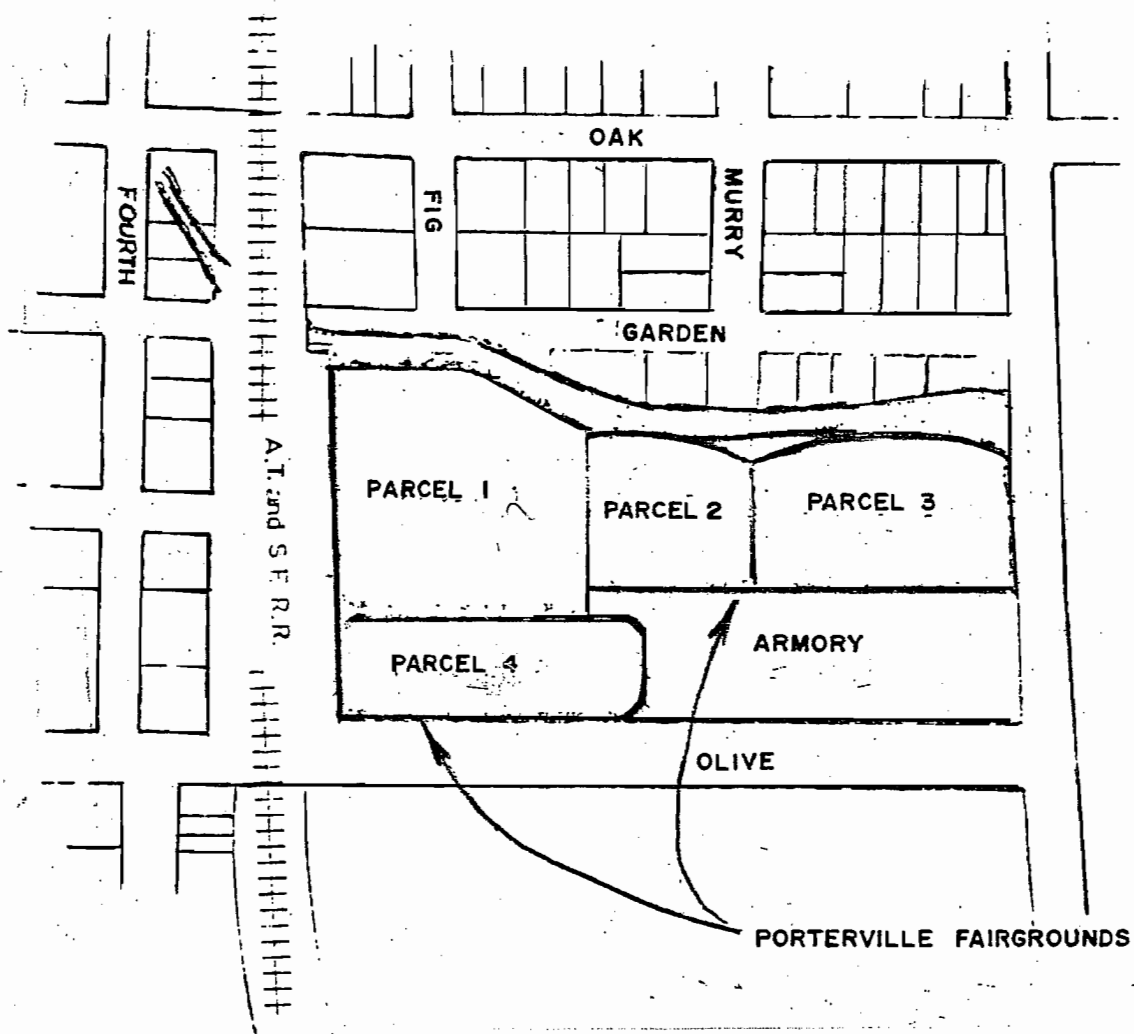 OAK
FOURTH
FIG
MURRY
GARDEN
A.T. and S.F. R.R.
PARCEL 1
PARCEL 2
PARCEL 3
PARCEL 4
ARMORY
OLIVE
PORTERVILLE FAIRGROUNDS